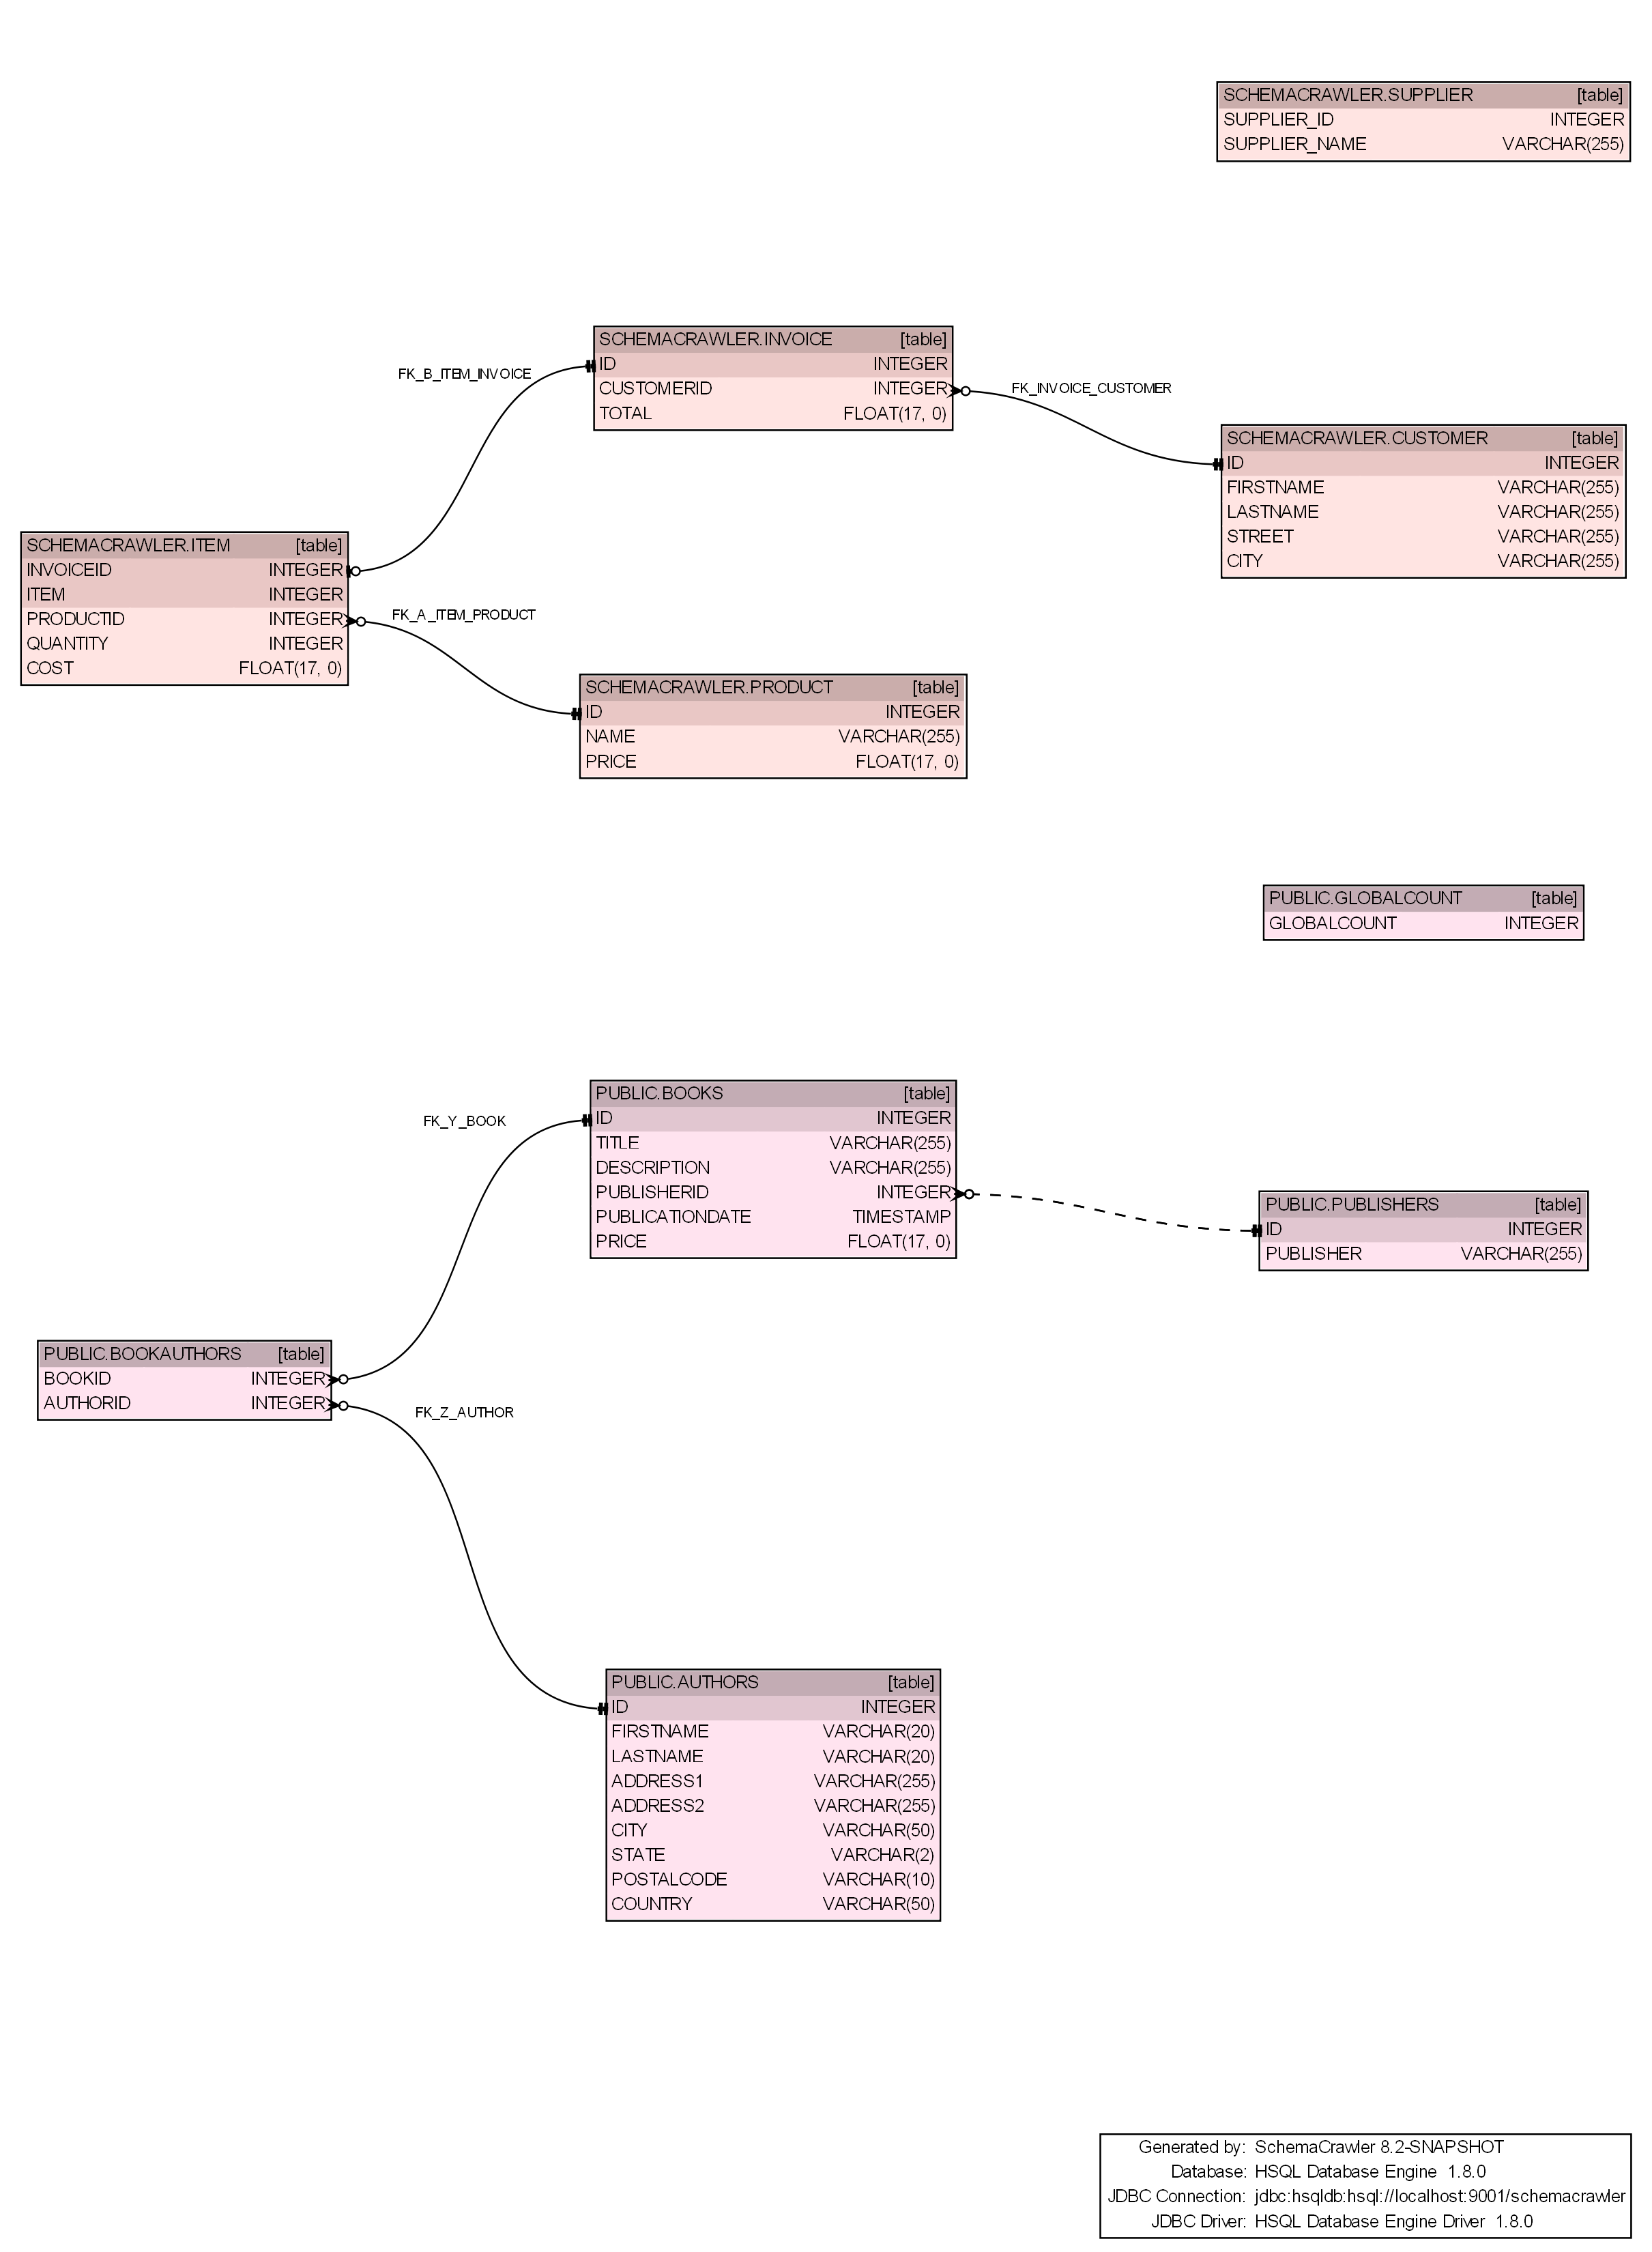 SCHEMACRAWLER.SUPPLIER [table]
SUPPLIER_ID INTEGER
SUPPLIER_NAME VARCHAR(255)
SCHEMACRAWLER.INVOICE [table]
ID INTEGER
CUSTOMERID INTEGER
TOTAL FLOAT(17, 0)
FK_B_ITEM_INVOICE
FK_INVOICE_CUSTOMER
SCHEMACRAWLER.CUSTOMER [table]
ID INTEGER
FIRSTNAME VARCHAR(255)
LASTNAME VARCHAR(255)
STREET VARCHAR(255)
CITY VARCHAR(255)
SCHEMACRAWLER.ITEM [table]
INVOICEID INTEGER
ITEM INTEGER
PRODUCTID INTEGER
QUANTITY INTEGER
COST FLOAT(17, 0)
FK_A_ITEM_PRODUCT
SCHEMACRAWLER.PRODUCT [table]
ID INTEGER
NAME VARCHAR(255)
PRICE FLOAT(17, 0)
PUBLIC.GLOBALCOUNT [table]
GLOBALCOUNT INTEGER
PUBLIC.BOOKS [table]
ID INTEGER
TITLE VARCHAR(255)
DESCRIPTION VARCHAR(255)
PUBLISHERID INTEGER
PUBLICATIONDATE TIMESTAMP
PRICE FLOAT(17, 0)
FK_Y_BOOK
PUBLIC.PUBLISHERS [table]
ID INTEGER
PUBLISHER VARCHAR(255)
PUBLIC.BOOKAUTHORS [table]
BOOKID INTEGER
AUTHORID INTEGER
FK_Z_AUTHOR
PUBLIC.AUTHORS [table]
ID INTEGER
FIRSTNAME VARCHAR(20)
LASTNAME VARCHAR(20)
ADDRESS1 VARCHAR(255)
ADDRESS2 VARCHAR(255)
CITY VARCHAR(50)
STATE VARCHAR(2)
POSTALCODE VARCHAR(10)
COUNTRY VARCHAR(50)
Generated by: SchemaCrawler 8.2-SNAPSHOT
Database: HSQL Database Engine 1.8.0
JDBC Connection: jdbc:hsqldb:hsql://localhost:9001/schemacrawler
JDBC Driver: HSQL Database Engine Driver 1.8.0